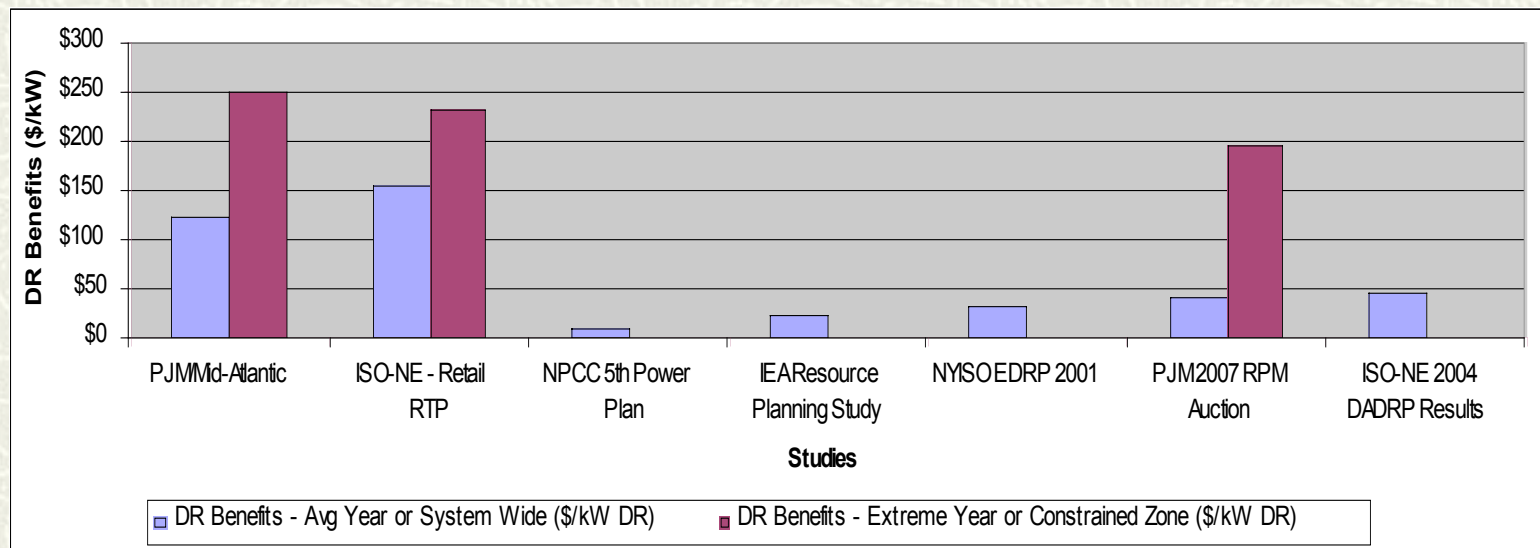 $300
$250
$200
$150
$100
$50
$0
DR Benefits ($/kW)
PJM/Mid-Atlantic
ISO-NE - Retail
RTP
NPCC 5th Power
Plan
IEA Resource
Planning Study
NYISO EDRP 2001
PJM 2007 RPM
Auction
ISO-NE 2004
DADRP Results
Studies
DR Benefits - Avg Year or System Wide ($/kW DR)
DR Benefits - Extreme Year or Constrained Zone ($/kW DR)